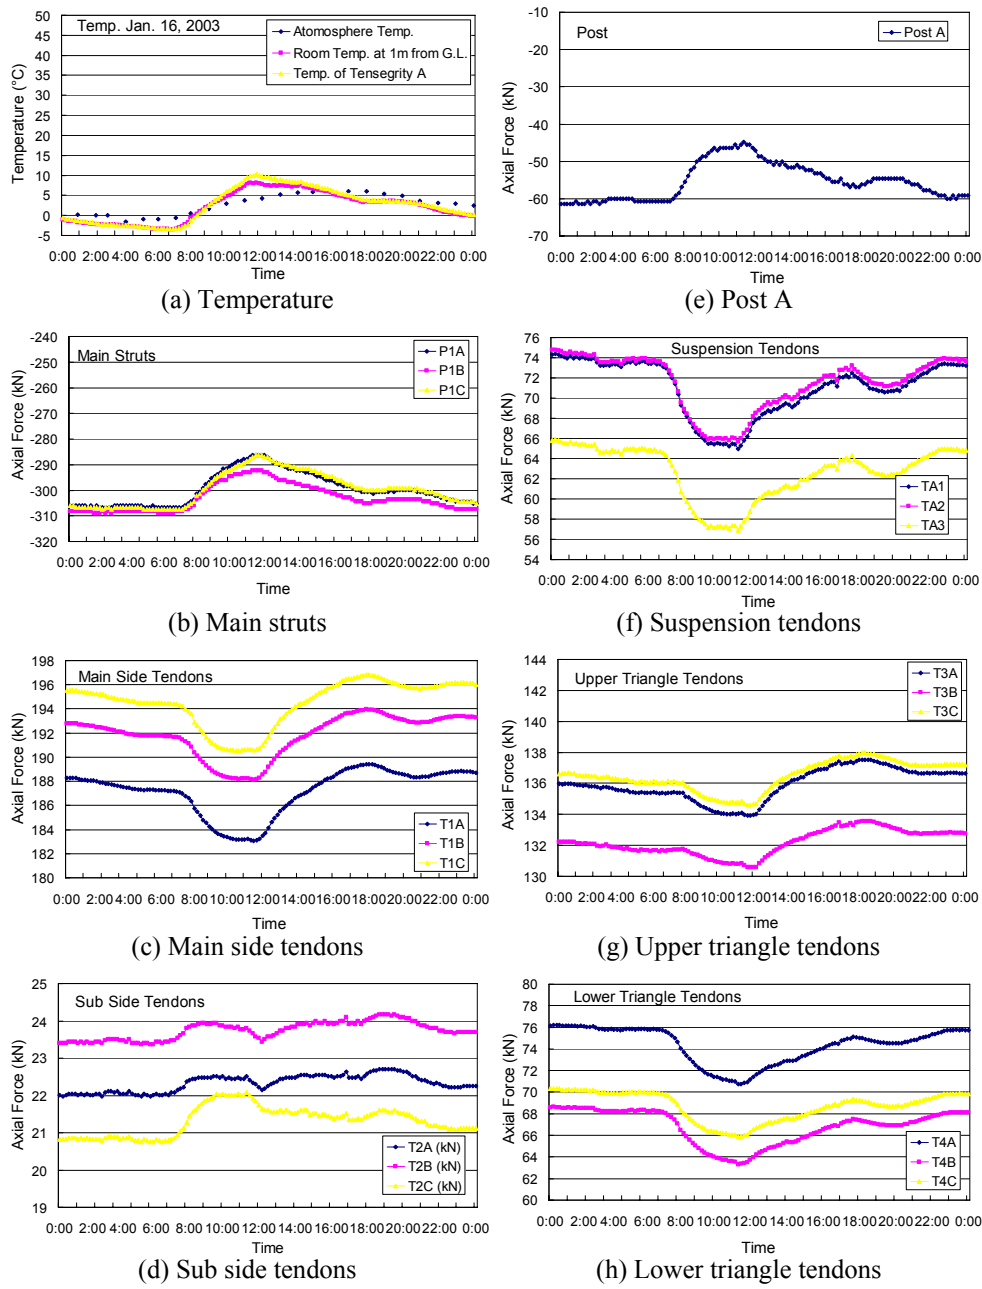 Temp. Jan. 16, 2003
Atomosphere Temp.
Room Temp. at 1m from G.L.
Temp. of Tensegrity A
Temperature (°C)
50
45
40
35
30
25
20
15
10
5
0
-5
0:00 2:00 4:00 6:00 8:00 10:00 12:00 14:00 16:00 18:00 20:00 22:00 0:00
Time
(a) Temperature
Post
Post A
Axial Force (kN)
-10
-20
-30
-40
-50
-60
-70
0:00 2:00 4:00 6:00 8:00 10:00 12:00 14:00 16:00 18:00 20:00 22:00 0:00
Time
(e) Post A
Main Struts
P1A
P1B
P1C
Axial Force (kN)
-240
-250
-260
-270
-280
-290
-300
-310
-320
0:00 2:00 4:00 6:00 8:00 10:00 12:00 14:00 16:00 18:00 20:00 22:00 0:00
Time
(b) Main struts
Suspension Tendons
TA1
TA2
TA3
Axial Force (kN)
76
74
72
70
68
66
64
62
60
58
56
54
0:00 2:00 4:00 6:00 8:00 10:00 12:00 14:00 16:00 18:00 20:00 22:00 0:00
Time
(f) Suspension tendons
Main Side Tendons
T1A
T1B
T1C
Axial Force (kN)
198
196
194
192
190
188
186
184
182
180
0:00 2:00 4:00 6:00 8:00 10:00 12:00 14:00 16:00 18:00 20:00 22:00 0:00
Time
(c) Main side tendons
Upper Triangle Tendons
T3A
T3B
T3C
Axial Force (kN)
144
142
140
138
136
134
132
130
0:00 2:00 4:00 6:00 8:00 10:00 12:00 14:00 16:00 18:00 20:00 22:00 0:00
Time
(g) Upper triangle tendons
Sub Side Tendons
T2A (kN)
T2B (kN)
T2C (kN)
Axial Force (kN)
25
24
23
22
21
20
19
0:00 2:00 4:00 6:00 8:00 10:00 12:00 14:00 16:00 18:00 20:00 22:00 0:00
Time
(d) Sub side tendons
Lower Triangle Tendons
T4A
T4B
T4C
Axial Force (kN)
80
78
76
74
72
70
68
66
64
62
60
0:00 2:00 4:00 6:00 8:00 10:00 12:00 14:00 16:00 18:00 20:00 22:00 0:00
Time
(h) Lower triangle tendons